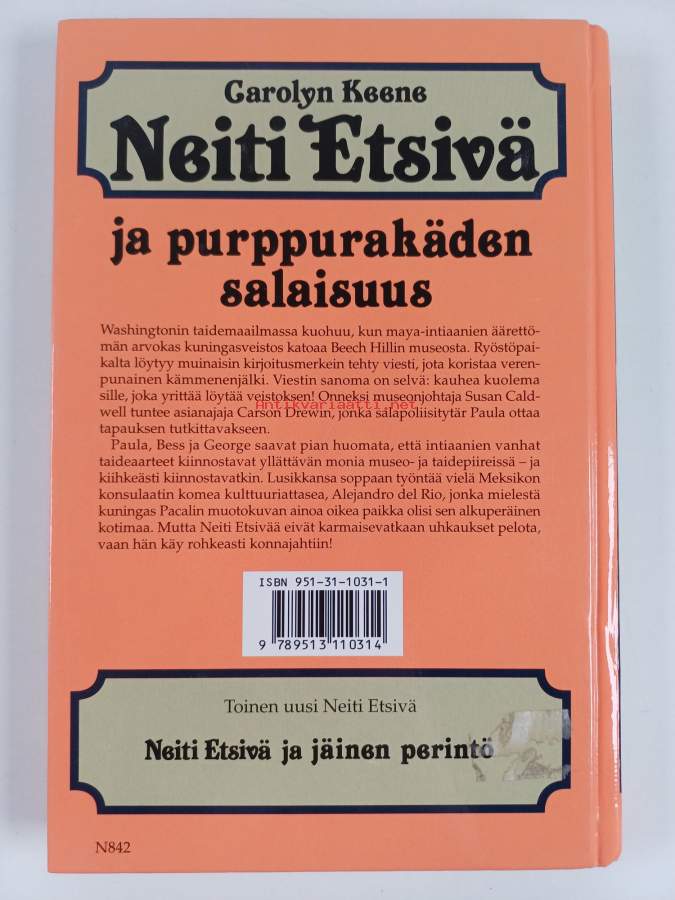 Carolyn Keene
Neiti Etsivä
ja purppurakäden
salaisuus
Washingtonin taidemaailmassa kuohuu, kun maya-intiaanien äärettö-
män arvokas kuningasveistos katoaa Beech Hillin museosta. Ryöstöpai-
kalta löytyy muinaisin kirjoitusmerkein tehty viesti, jota koristaa veren-
punainen kämmenenjälki. Viestin sanoma on selvä: kauhea kuolema
sille, joka yrittää löytää veistoksen! Onneksi museonjohtaja Susan Cald-
Antikvariaatti.net
well tuntee asianajaja Carson Drewin, jonka salapoliisitytär Paula ottaa
tapauksen tutkittavakseen.
Paula, Bess ja George saavat pian huomata, että intiaanien vanhat
taideaarteet kiinnostavat yllättävän monia museo- ja taidepiireissä – ja
kiihkeästi kiinnostavatkin. Lusikkansa soppaan työntää vielä Meksikon
konsulaatin komea kulttuuriattasea, Alejandro del Rio, jonka mielestä
kuningas Pacalin muotokuvan ainoa oikea paikka olisi sen alkuperäinen
kotimaa. Mutta Neiti Etsivää eivät karmaisevatkaan uhkaukset pelota,
vaan hän käy rohkeasti konnajahtiin!
ISBN 951-31-1031-1
9 789513 110314
Toinen uusi Neiti Etsivä
Neiti Etsivä ja jäinen perintö
N842